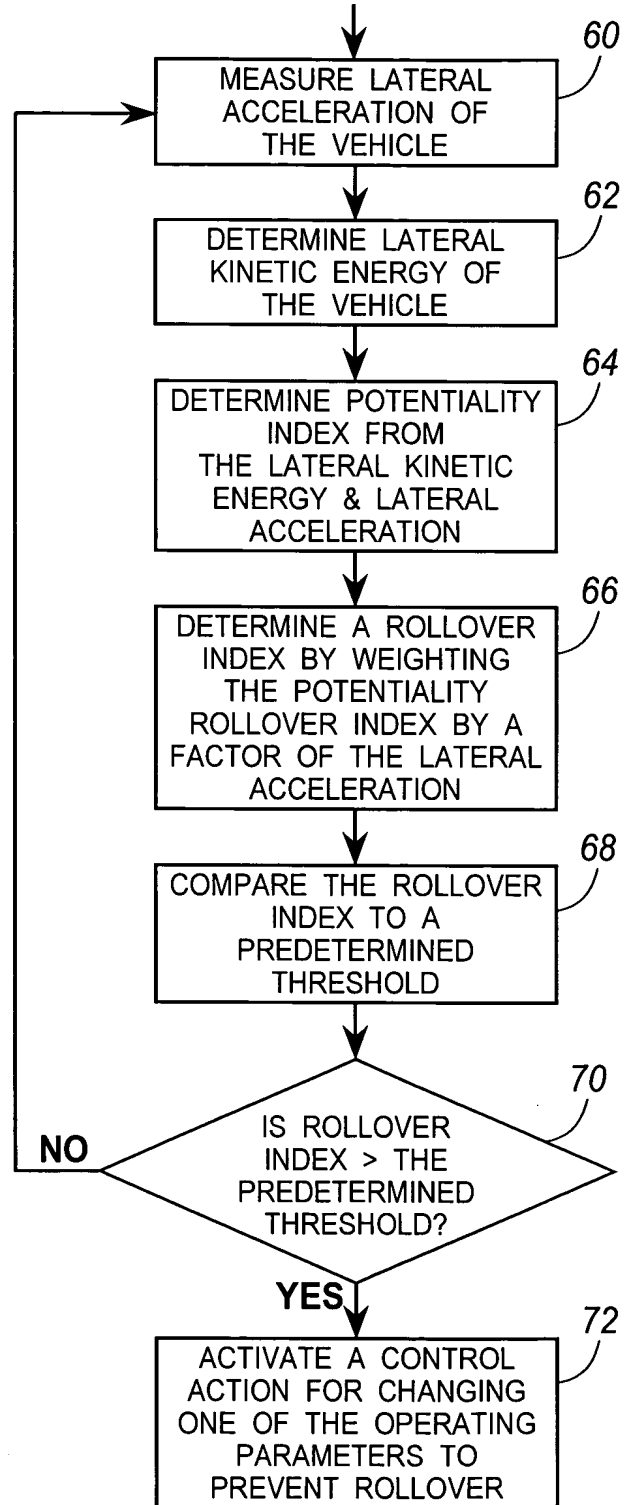 60
MEASURE LATERAL
ACCELERATION OF
THE VEHICLE
62
DETERMINE LATERAL
KINETIC ENERGY OF
THE VEHICLE
64
DETERMINE POTENTIALITY
INDEX FROM
THE LATERAL KINETIC
ENERGY & LATERAL
ACCELERATION
66
DETERMINE A ROLLOVER
INDEX BY WEIGHTING
THE POTENTIALITY
ROLLOVER INDEX BY A
FACTOR OF THE LATERAL
ACCELERATION
68
COMPARE THE ROLLOVER
INDEX TO A
PREDETERMINED
THRESHOLD
70
IS ROLLOVER
INDEX > THE
PREDETERMINED
THRESHOLD?
NO
YES
72
ACTIVATE A CONTROL
ACTION FOR CHANGING
ONE OF THE OPERATING
PARAMETERS TO
PREVENT ROLLOVER